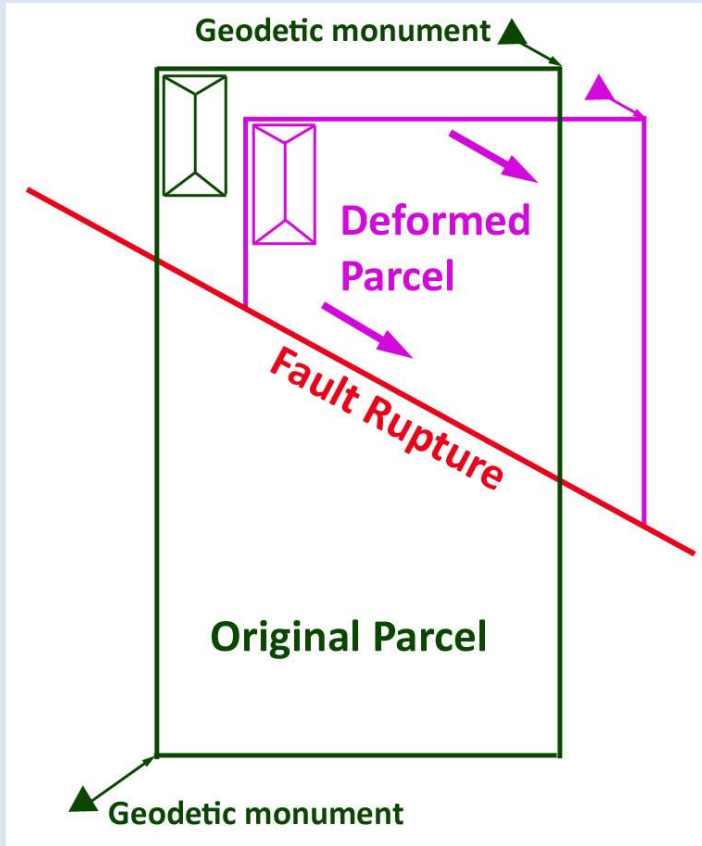 Geodetic monument
Deformed
Parcel
Fault Rupture
Original Parcel
Geodetic monument